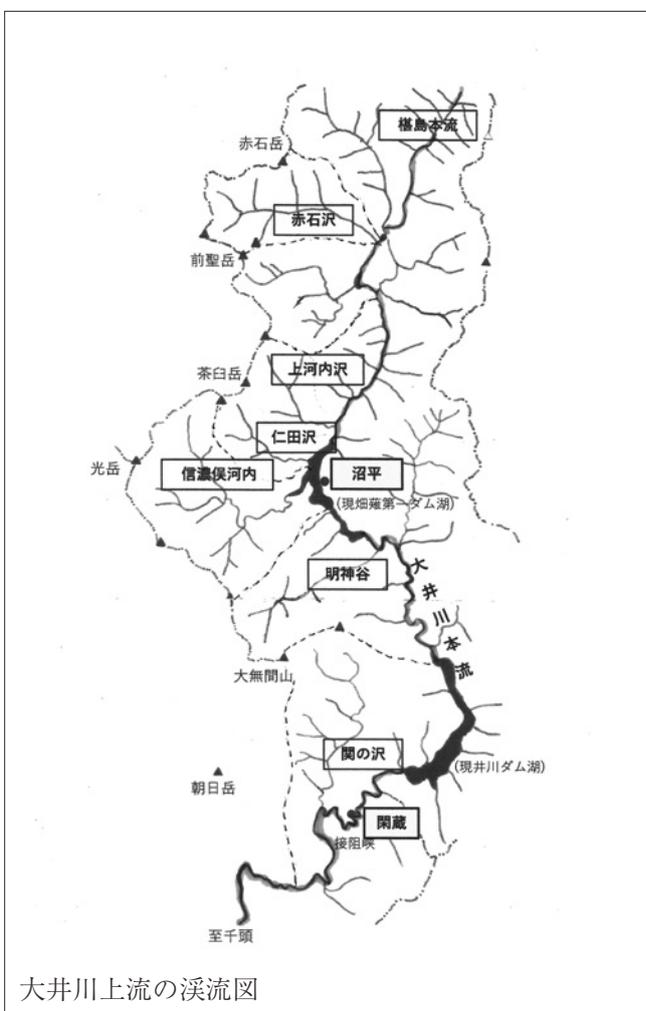 椹島本流
赤石岳
赤石沢
前聖岳
上河内沢
茶臼岳
仁田沢
光岳
信濃俣河内
沼平
(現畑薙第一ダム湖)
明神谷
大井川本流
大無間山
関の沢
(現井川ダム湖)
朝日岳
閑蔵
接阻峡
至千頭
大井川上流の渓流図